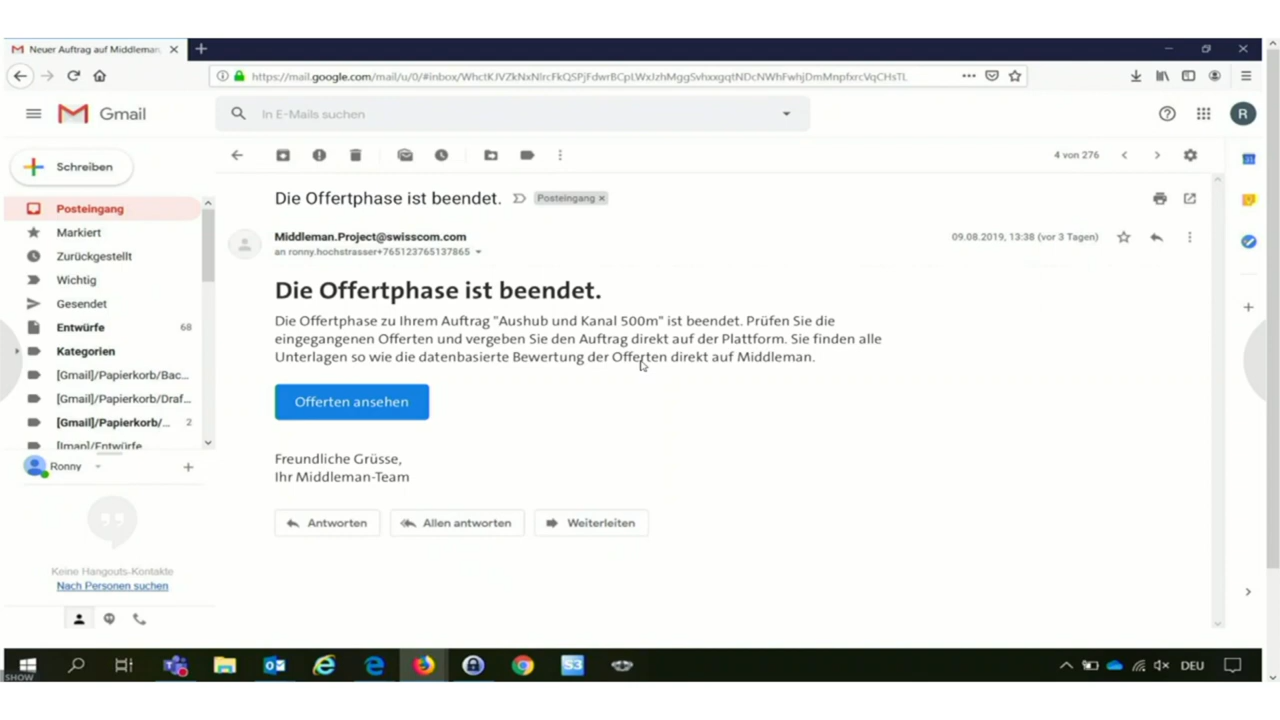 Neuer Auftrag auf Middleman
https://mail.google.com/mail/u/0/#inbox/
Gmail
In E-Mails suchen
R
Schreiben
4 von 276
Posteingang
Markiert
Zurückgestellt
Wichtig
Gesendet
Entwürfe 68
Kategorien
[Gmail]/Papierkorb/Bac...
[Gmail]/Papierkorb/Draf...
[Gmail]/Papierkorb/... 2
[Imap]/Entwürfe
Ronny
Keine Hangouts-Kontakte
Nach Personen suchen
Die Offertphase ist beendet. Posteingang x
Middleman.Project@swisscom.com 09.08.2019, 13:38 (vor 3 Tagen)
an ronny.hochstrasser+765123765137865
Die Offertphase ist beendet.
Die Offertphase zu Ihrem Auftrag "Aushub und Kanal 500m" ist beendet. Prüfen Sie die
eingegangenen Offerten und vergeben Sie den Auftrag direkt auf der Plattform. Sie finden alle
Unterlagen so wie die datenbasierte Bewertung der Offerten direkt auf Middleman.
Offerten ansehen
Freundliche Grüsse,
Ihr Middleman-Team
Antworten Allen antworten Weiterleiten
S3
DEU
SHOW